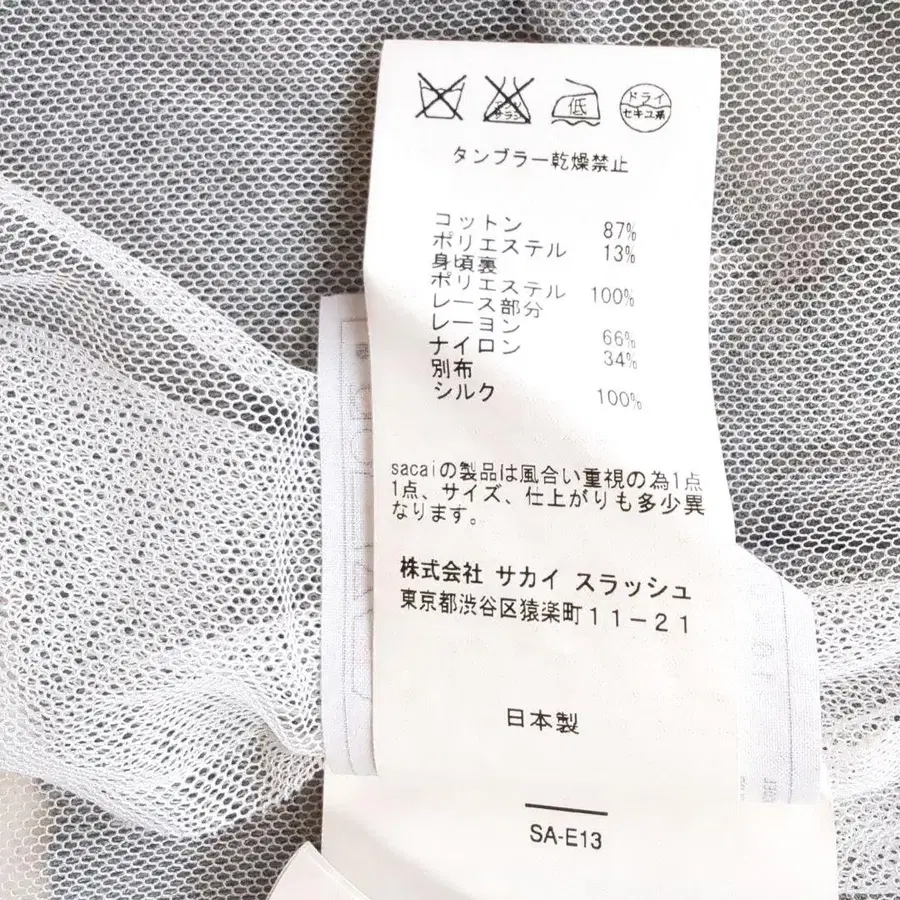 エンソ
サラシ
低
ドライ
セキユ系
タンブラー乾燥禁止
コットン 87%
ポリエステル 13%
身頃裏
ポリエステル 100%
レース部分
レーヨン 66%
ナイロン 34%
別布
シルク 100%
sacaiの製品は風合い重視の為1点
1点、サイズ、仕上がりも多少異
なります。
株式会社 サカイ スラッシュ
東京都渋谷区猿楽町11-21
日本製
SA-E13